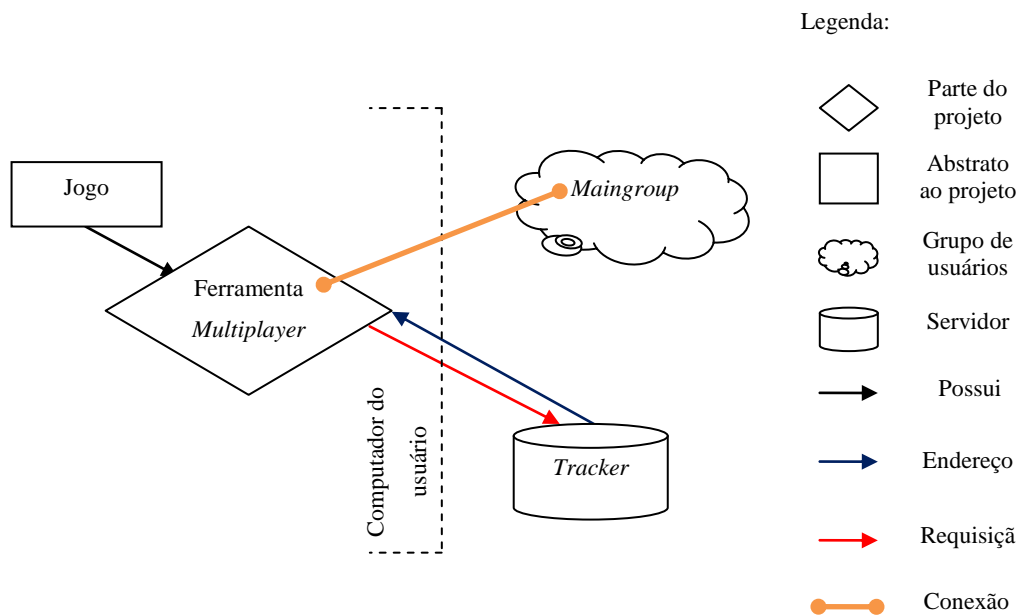 Legenda:
Parte do
projeto
Jogo
Maingroup
Abstrato
ao projeto
Grupo de
usuários
Ferramenta
Multiplayer
Servidor
Possui
Computador do
usuário
Tracker
Endereço
Requisiçã
Conexão